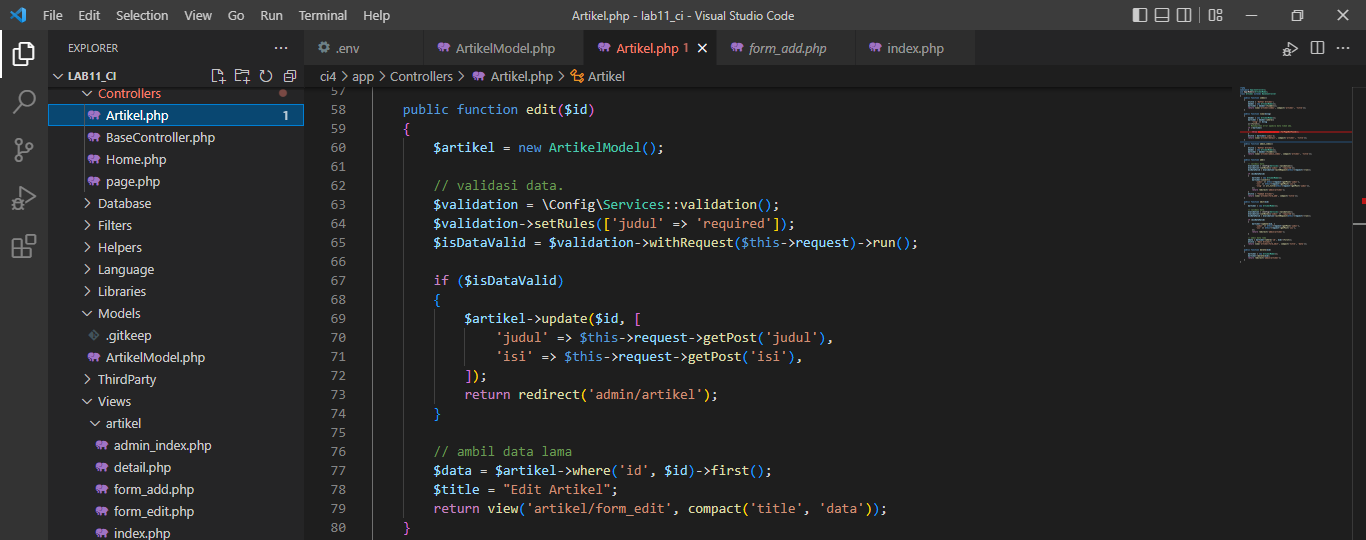 File Edit Selection View Go Run Terminal Help Artikel.php - lab11_ci - Visual Studio Code
EXPLORER
.env ArtikelModel.php Artikel.php 1 form_add.php index.php
LAB11_CI
ci4 > app > Controllers > Artikel.php > Artikel
Controllers
Artikel.php 1
BaseController.php
Home.php
page.php
Database
Filters
Helpers
Language
Libraries
Models
.gitkeep
ArtikelModel.php
ThirdParty
Views
artikel
admin_index.php
detail.php
form_add.php
form_edit.php
index.php
57
58 public function edit($id)
59 {
60 $artikel = new ArtikelModel();
61
62 // validasi data.
63 $validation = \Config\Services::validation();
64 $validation->setRules(['judul' => 'required']);
65 $isDataValid = $validation->withRequest($this->request)->run();
66
67 if ($isDataValid)
68 {
69 $artikel->update($id, [
70 'judul' => $this->request->getPost('judul'),
71 'isi' => $this->request->getPost('isi'),
72 ]);
73 return redirect('admin/artikel');
74 }
75
76 // ambil data lama
77 $data = $artikel->where('id', $id)->first();
78 $title = "Edit Artikel";
79 return view('artikel/form_edit', compact('title', 'data'));
80 }